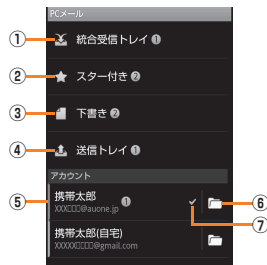 PCメール
① 統合受信トレイ ❶
② スター付き ❷
③ 下書き ❷
④ 送信トレイ ❶
アカウント
⑤ 携帯太郎 ❶
XXX□□□@auone.jp
⑥
⑦
携帯太郎(自宅)
XXXXX□□□@gmail.com